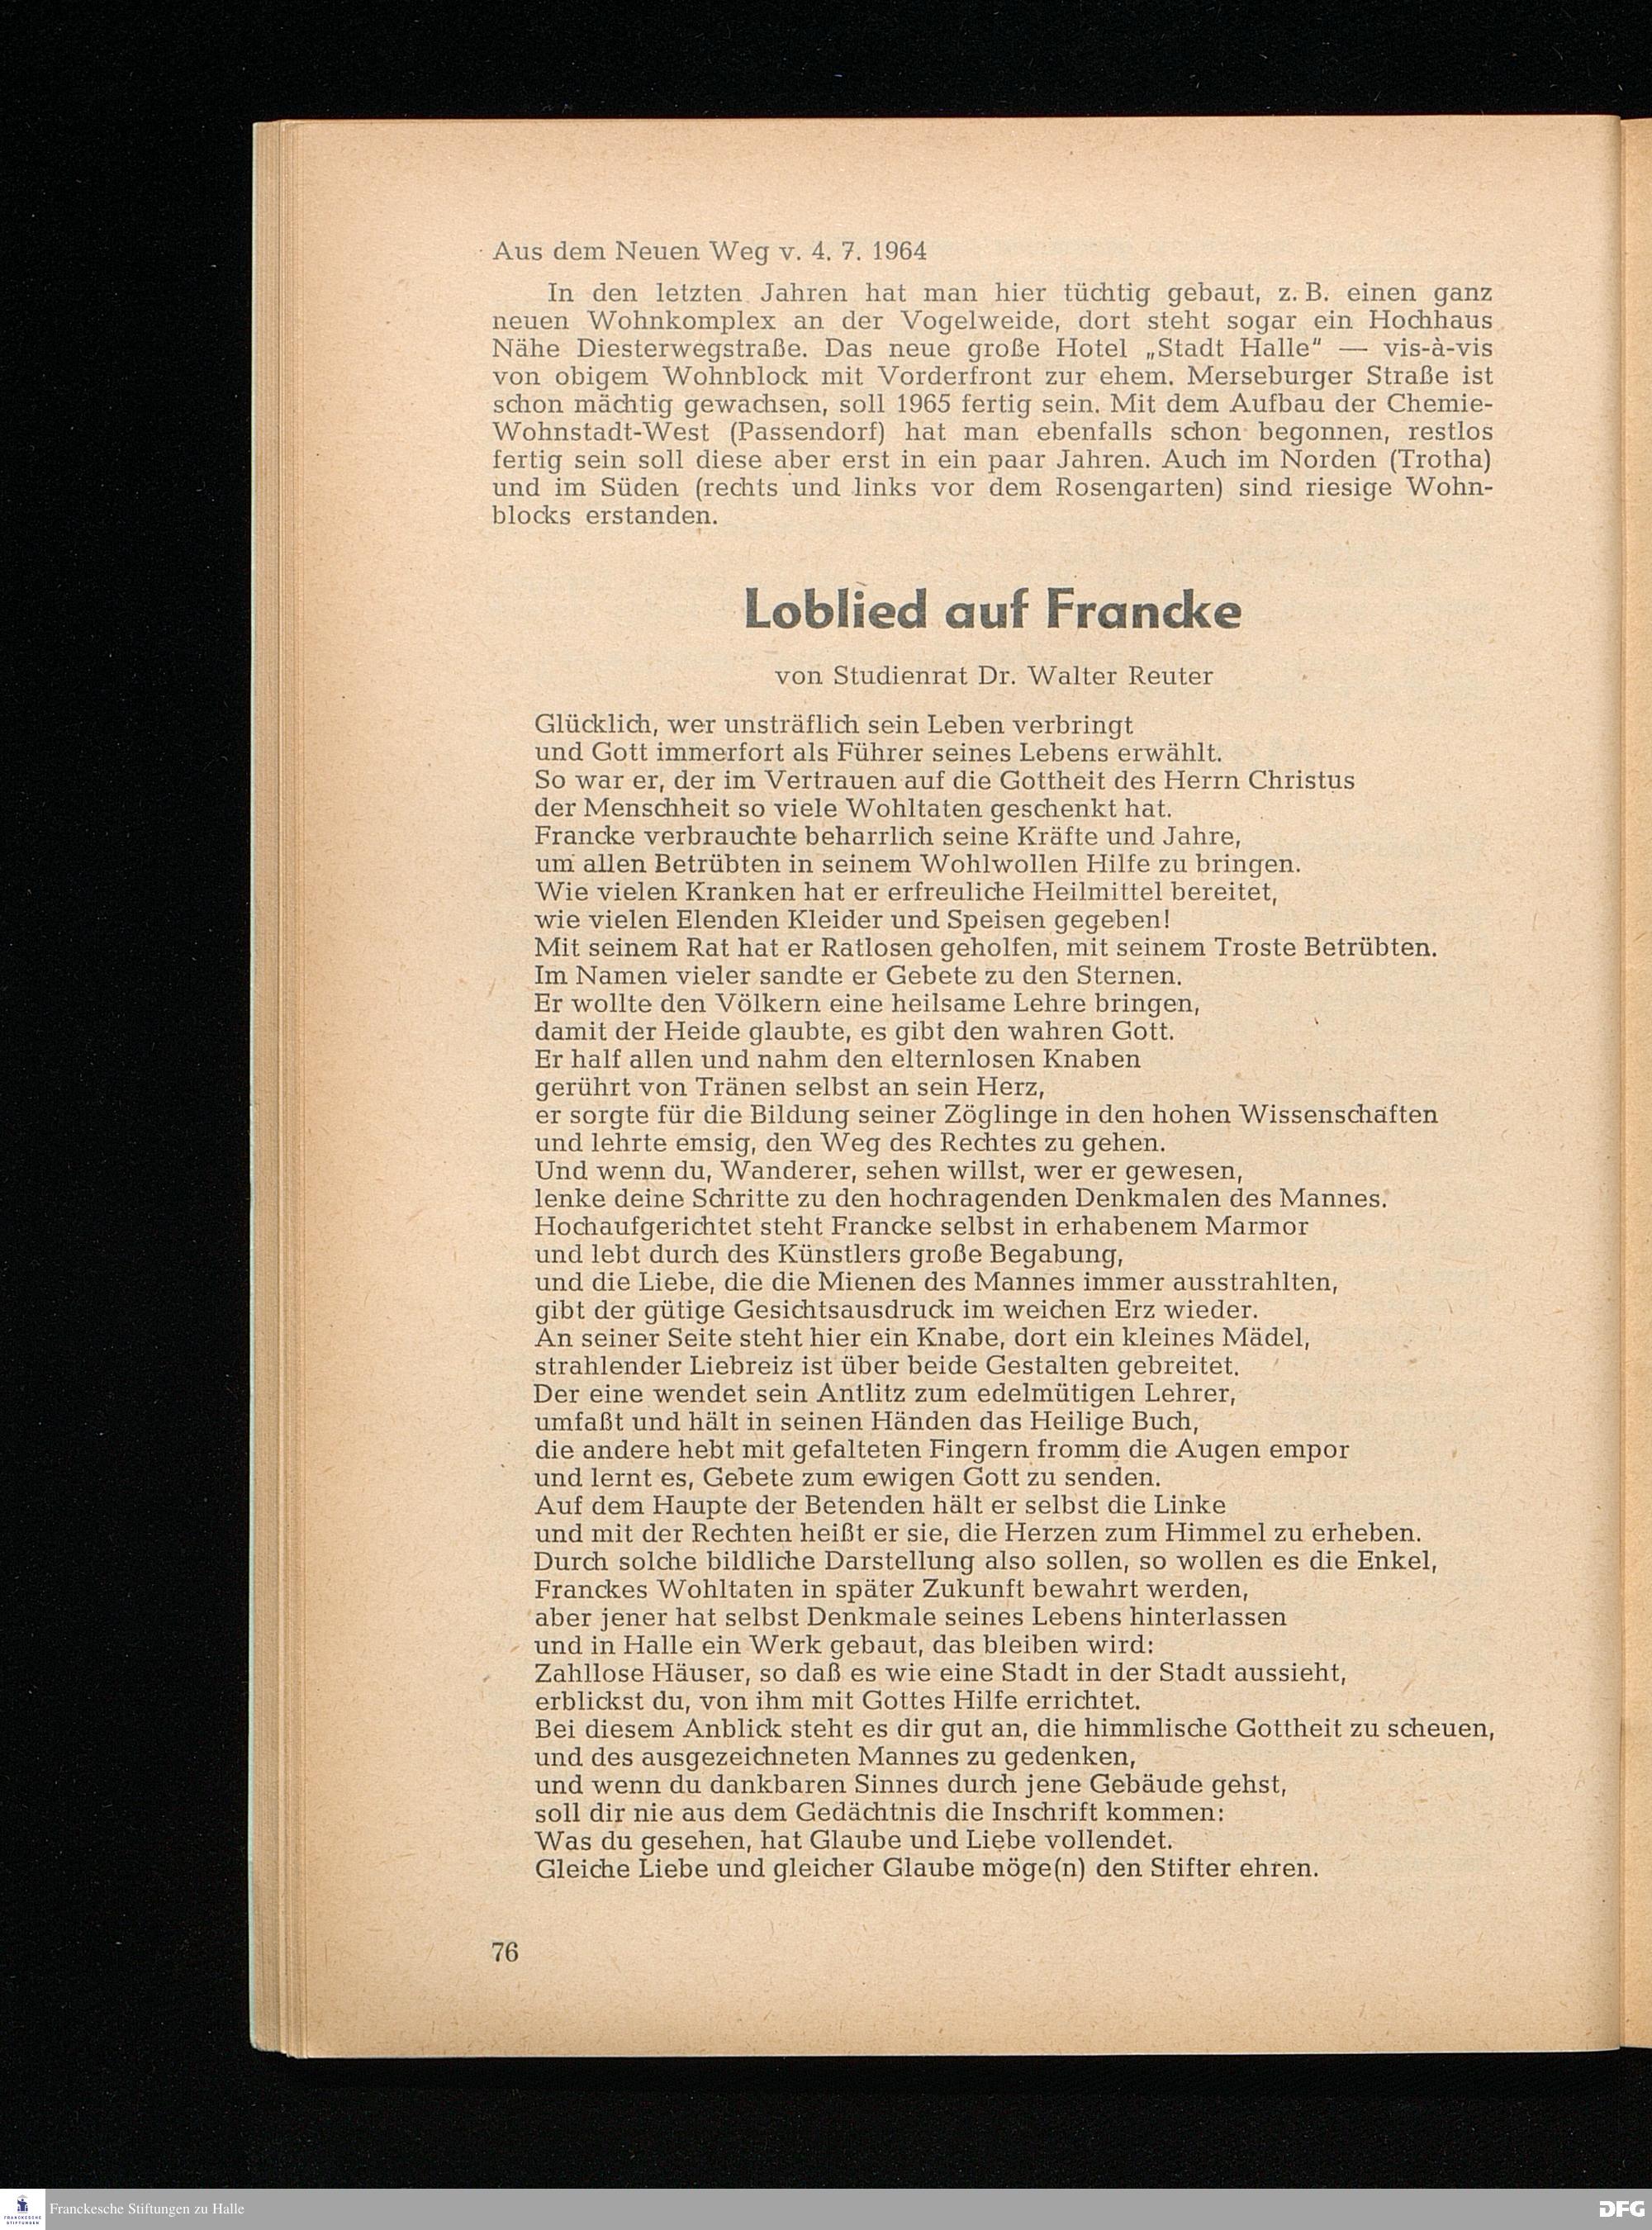 Aus dem Neuen Weg v. 4. 7. 1964
In den letzten Jahren hat man hier tüchtig gebaut, z. B. einen ganz
neuen Wohnkomplex an der Vogelweide, dort steht sogar ein Hochhaus
Nähe Diesterwegstraße. Das neue große Hotel „Stadt Halle" — vis-à-vis
von obigem Wohnblock mit Vorderfront zur ehem. Merseburger Straße ist
schon mächtig gewachsen, soll 1965 fertig sein. Mit dem Aufbau der Chemie-
Wohnstadt-West (Passendorf) hat man ebenfalls schon begonnen, restlos
fertig sein soll diese aber erst in ein paar Jahren. Auch im Norden (Trotha)
und im Süden (rechts und links vor dem Rosengarten) sind riesige Wohn-
blocks erstanden.
Loblied auf Francke
von Studienrat Dr. Walter Reuter
Glücklich, wer unsträflich sein Leben verbringt
und Gott immerfort als Führer seines Lebens erwählt.
So war er, der im Vertrauen auf die Gottheit des Herrn Christus
der Menschheit so viele Wohltaten geschenkt hat.
Francke verbrauchte beharrlich seine Kräfte und Jahre,
um allen Betrübten in seinem Wohlwollen Hilfe zu bringen.
Wie vielen Kranken hat er erfreuliche Heilmittel bereitet,
wie vielen Elenden Kleider und Speisen gegeben!
Mit seinem Rat hat er Ratlosen geholfen, mit seinem Troste Betrübten.
Im Namen vieler sandte er Gebete zu den Sternen.
Er wollte den Völkern eine heilsame Lehre bringen,
damit der Heide glaubte, es gibt den wahren Gott.
Er half allen und nahm den elternlosen Knaben
gerührt von Tränen selbst an sein Herz,
er sorgte für die Bildung seiner Zöglinge in den hohen Wissenschaften
und lehrte emsig, den Weg des Rechtes zu gehen.
Und wenn du, Wanderer, sehen willst, wer er gewesen,
lenke deine Schritte zu den hochragenden Denkmalen des Mannes.
Hochaufgerichtet steht Francke selbst in erhabenem Marmor
und lebt durch des Künstlers große Begabung,
und die Liebe, die die Mienen des Mannes immer ausstrahlten,
gibt der gütige Gesichtsausdruck im weichen Erz wieder.
An seiner Seite steht hier ein Knabe, dort ein kleines Mädel,
strahlender Liebreiz ist über beide Gestalten gebreitet.
Der eine wendet sein Antlitz zum edelmütigen Lehrer,
umfaßt und hält in seinen Händen das Heilige Buch,
die andere hebt mit gefalteten Fingern fromm die Augen empor
und lernt es, Gebete zum ewigen Gott zu senden.
Auf dem Haupte der Betenden hält er selbst die Linke
und mit der Rechten heißt er sie, die Herzen zum Himmel zu erheben.
Durch solche bildliche Darstellung also sollen, so wollen es die Enkel,
Franckes Wohltaten in später Zukunft bewahrt werden,
aber jener hat selbst Denkmale seines Lebens hinterlassen
und in Halle ein Werk gebaut, das bleiben wird:
Zahllose Häuser, so daß es wie eine Stadt in der Stadt aussieht,
erblickst du, von ihm mit Gottes Hilfe errichtet.
Bei diesem Anblick steht es dir gut an, die himmlische Gottheit zu scheuen,
und des ausgezeichneten Mannes zu gedenken,
und wenn du dankbaren Sinnes durch jene Gebäude gehst,
soll dir nie aus dem Gedächtnis die Inschrift kommen:
Was du gesehen, hat Glaube und Liebe vollendet.
Gleiche Liebe und gleicher Glaube möge(n) den Stifter ehren.
76
FRANCKESCHE
STIFTUNGEN
Franckesche Stiftungen zu Halle
DFG